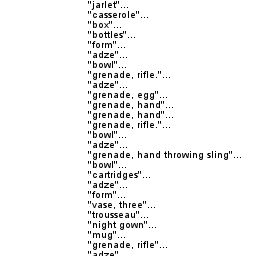 "jarlet"...
"casserole"...
"box"...
"bottles"...
"form"...
"adze"...
"bowl"...
"grenade, rifle."...
"adze"...
"grenade, egg"...
"grenade, hand"...
"grenade, hand"...
"grenade, rifle."...
"bowl"...
"adze"...
"grenade, hand throwing sling"...
"bowl"...
"cartridges"...
"adze"...
"form"...
"vase, three"...
"trousseau"...
"night gown"...
"mug"...
"grenade, rifle"...
"adze"